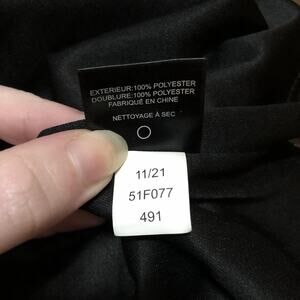 EXTERIEUR:100% POLYESTER
DOUBLURE:100% POLYESTER
FABRIQUÉ EN CHINE
NETTOYAGE À SEC
11/21
51F077
491